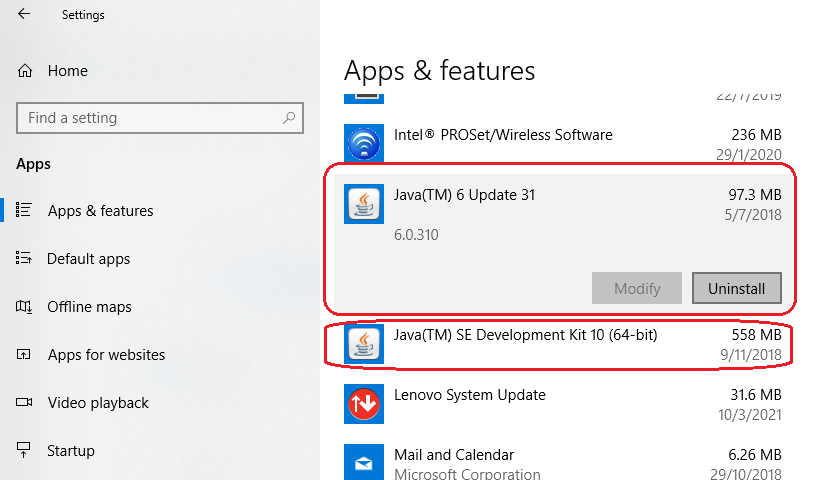 Settings
Home
Find a setting
Apps
Apps & features
Default apps
Offline maps
Apps for websites
Video playback
Startup
Apps & features
22/7/2019
Intel® PROSet/Wireless Software
236 MB
29/1/2020
Java(TM) 6 Update 31
97.3 MB
5/7/2018
6.0.310
Modify
Uninstall
Java(TM) SE Development Kit 10 (64-bit)
558 MB
9/11/2018
Lenovo System Update
31.6 MB
10/3/2021
Mail and Calendar
6.26 MB
Microsoft Corporation
29/10/2018